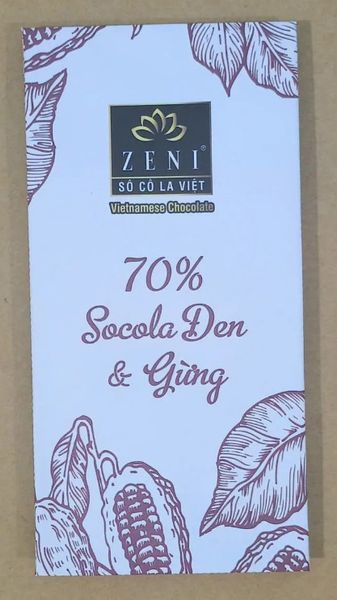 ZENI®
SÔ CÔ LA VIỆT
Vietnamese Chocolate
70%
Socola Đen
& Gừng